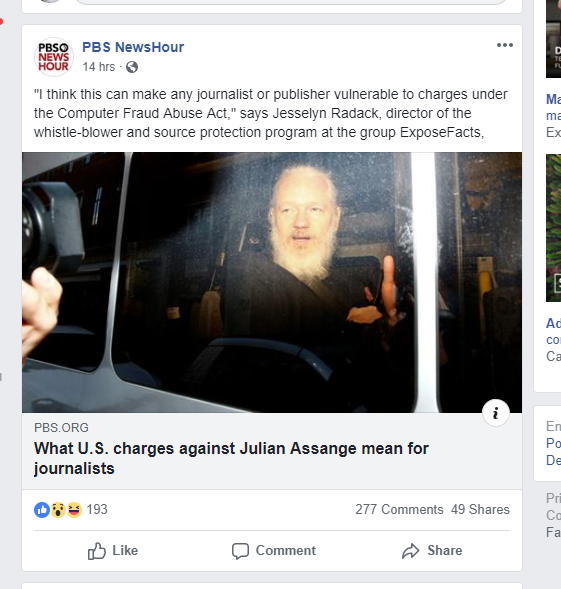 PBS
NEWS
HOUR
PBS NewsHour
14 hrs ·
"I think this can make any journalist or publisher vulnerable to charges under
the Computer Fraud Abuse Act," says Jesselyn Radack, director of the
whistle-blower and source protection program at the group ExposeFacts,
i
PBS.ORG
What U.S. charges against Julian Assange mean for
journalists
193
277 Comments 49 Shares
Like
Comment
Share
D
TE
FU
Ma
ma
Ex
S
Ad
co
Ca
En
Po
De
Pri
Co
Fa